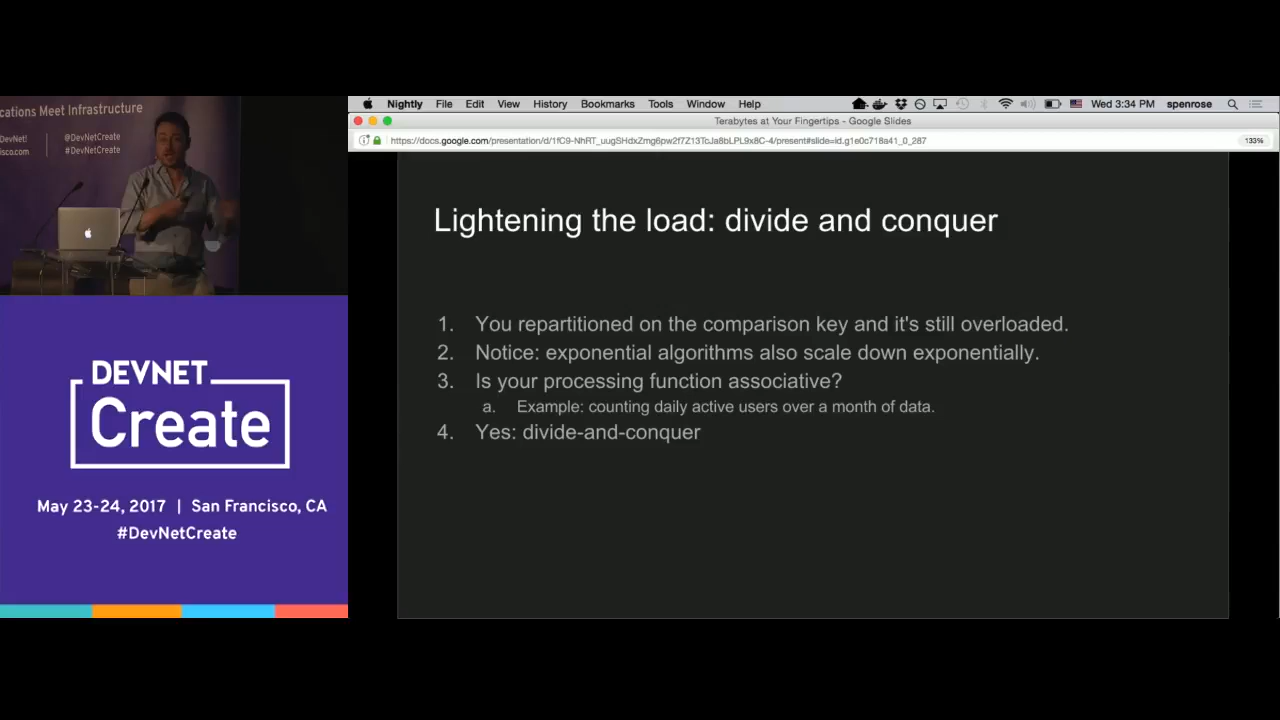 cations Meet Infrastructure
DevNet!
isco.com
@DevNetCreate
#DevNetCreate
DEVNET
Create
May 23-24, 2017 | San Francisco, CA
#DevNetCreate
Nightly File Edit View History Bookmarks Tools Window Help Wed 3:34 PM spenrose
Terabytes at Your Fingertips - Google Slides
https://docs.google.com/presentation/d/1fC9-NhRT_uugSHdxZmg6pw2f7Z13TcJa8bLPL9x8C-4/present#slide=id.g1e0c718a41_0_287 133%
Lightening the load: divide and conquer
1. You repartitioned on the comparison key and it's still overloaded.
2. Notice: exponential algorithms also scale down exponentially.
3. Is your processing function associative?
a. Example: counting daily active users over a month of data.
4. Yes: divide-and-conquer